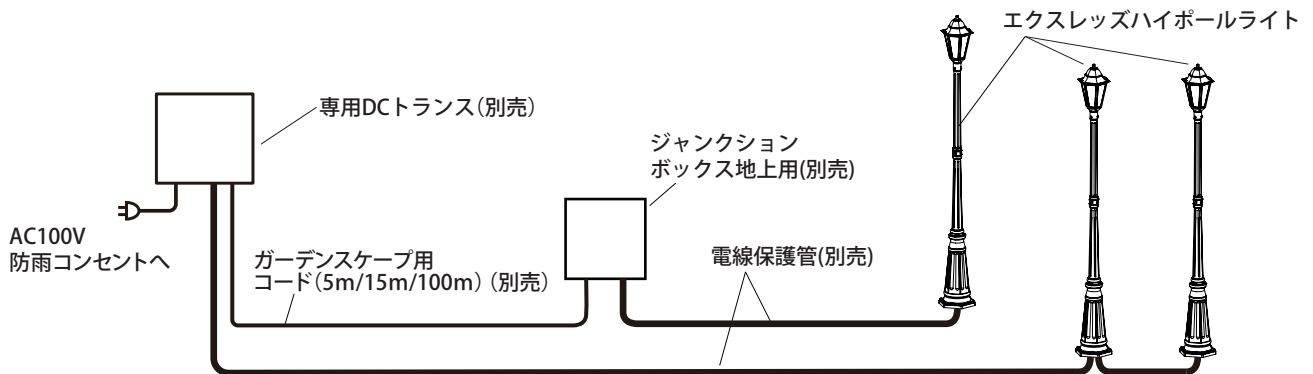 エクスレッズハイポールライト
専用DCトランス(別売)
ジャンクション
ボックス地上用(別売)
AC100V
防雨コンセントへ
ガーデンスケープ用
コード(5m/15m/100m)(別売)
電線保護管(別売)